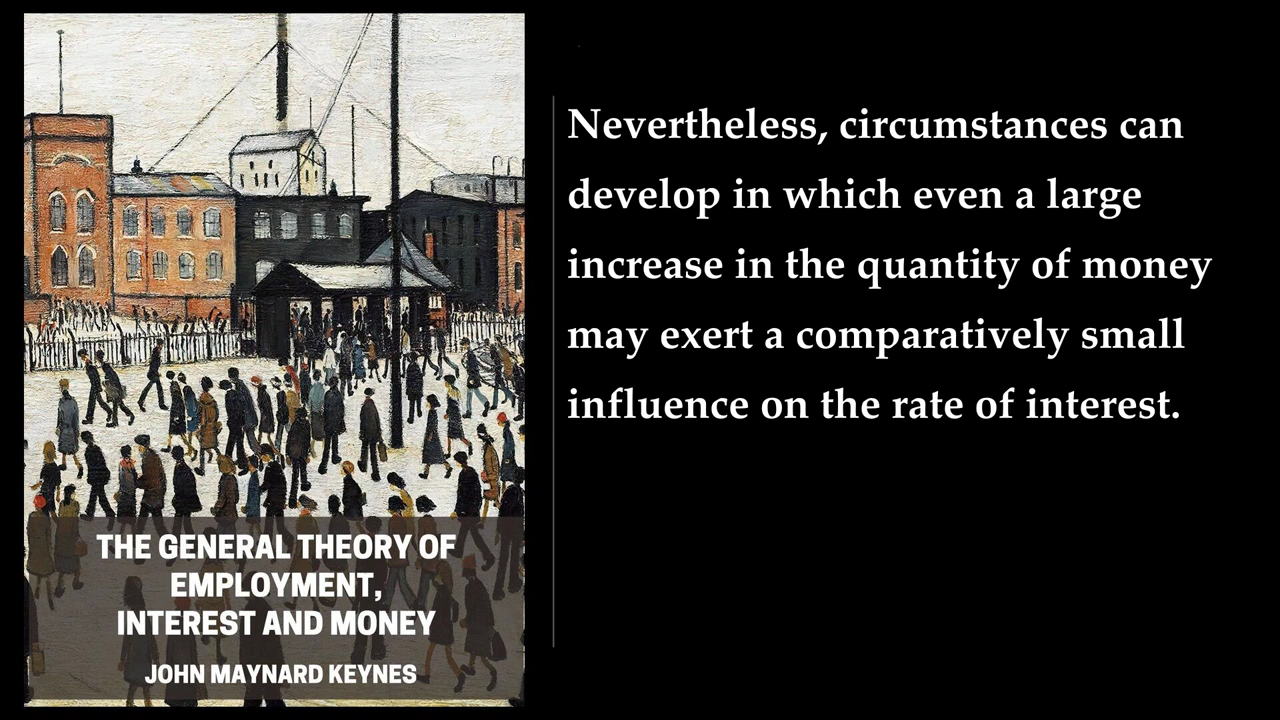 THE GENERAL THEORY OF
EMPLOYMENT,
INTEREST AND MONEY
JOHN MAYNARD KEYNES
Nevertheless, circumstances can
develop in which even a large
increase in the quantity of money
may exert a comparatively small
influence on the rate of interest.